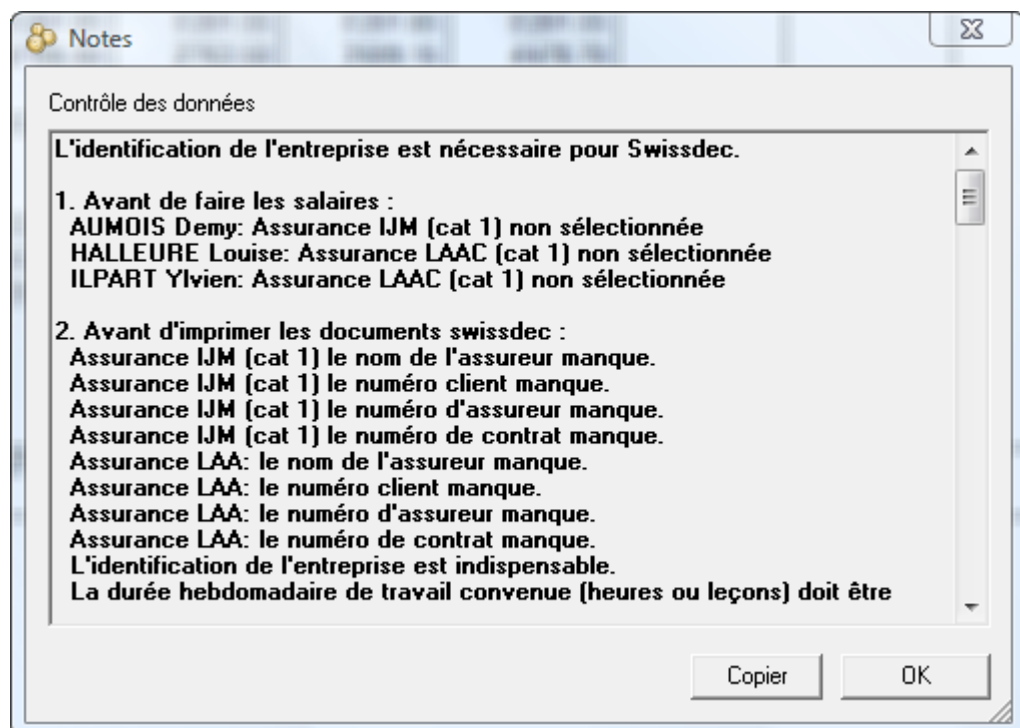 Notes
Contrôle des données
L'identification de l'entreprise est nécessaire pour Swissdec.
1. Avant de faire les salaires :
AUMOIS Demy: Assurance IJM (cat 1) non sélectionnée
HALLEURE Louise: Assurance LAAC (cat 1) non sélectionnée
ILPART Ylvien: Assurance LAAC (cat 1) non sélectionnée
2. Avant d'imprimer les documents swissdec :
Assurance IJM (cat 1) le nom de l'assureur manque.
Assurance IJM (cat 1) le numéro client manque.
Assurance IJM (cat 1) le numéro d'assureur manque.
Assurance IJM (cat 1) le numéro de contrat manque.
Assurance LAA: le nom de l'assureur manque.
Assurance LAA: le numéro client manque.
Assurance LAA: le numéro d'assureur manque.
Assurance LAA: le numéro de contrat manque.
L'identification de l'entreprise est indispensable.
La durée hebdomadaire de travail convenue (heures ou leçons) doit être
Copier
OK